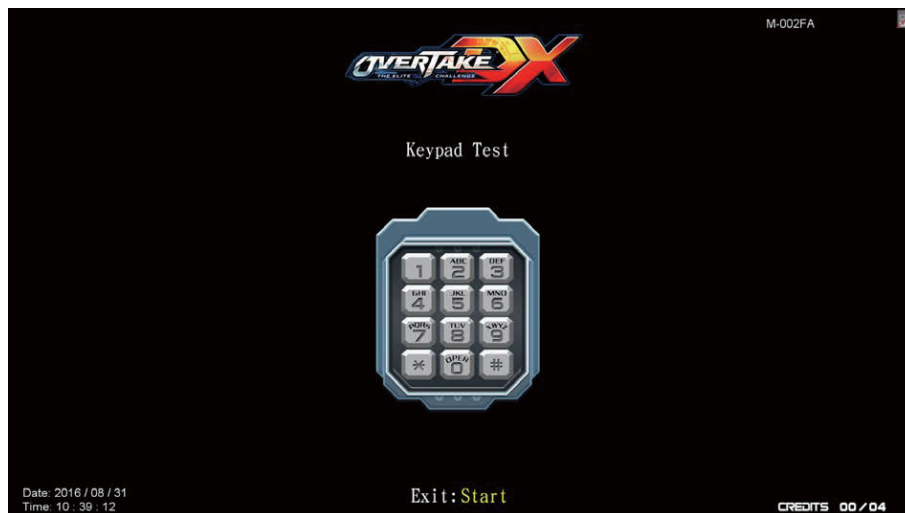 M-002FA
OVERTAKE DX
THE ELITE CHALLENGE
Keypad Test
1 ABC 2 DEF 3
GHI 4 JKL 5 MNO 6
PQRS 7 TUV 8 9
* OPER 0 #
Exit:Start
Date: 2016 / 08 / 31
Time: 10 : 39 : 12
CREDITS 00/04